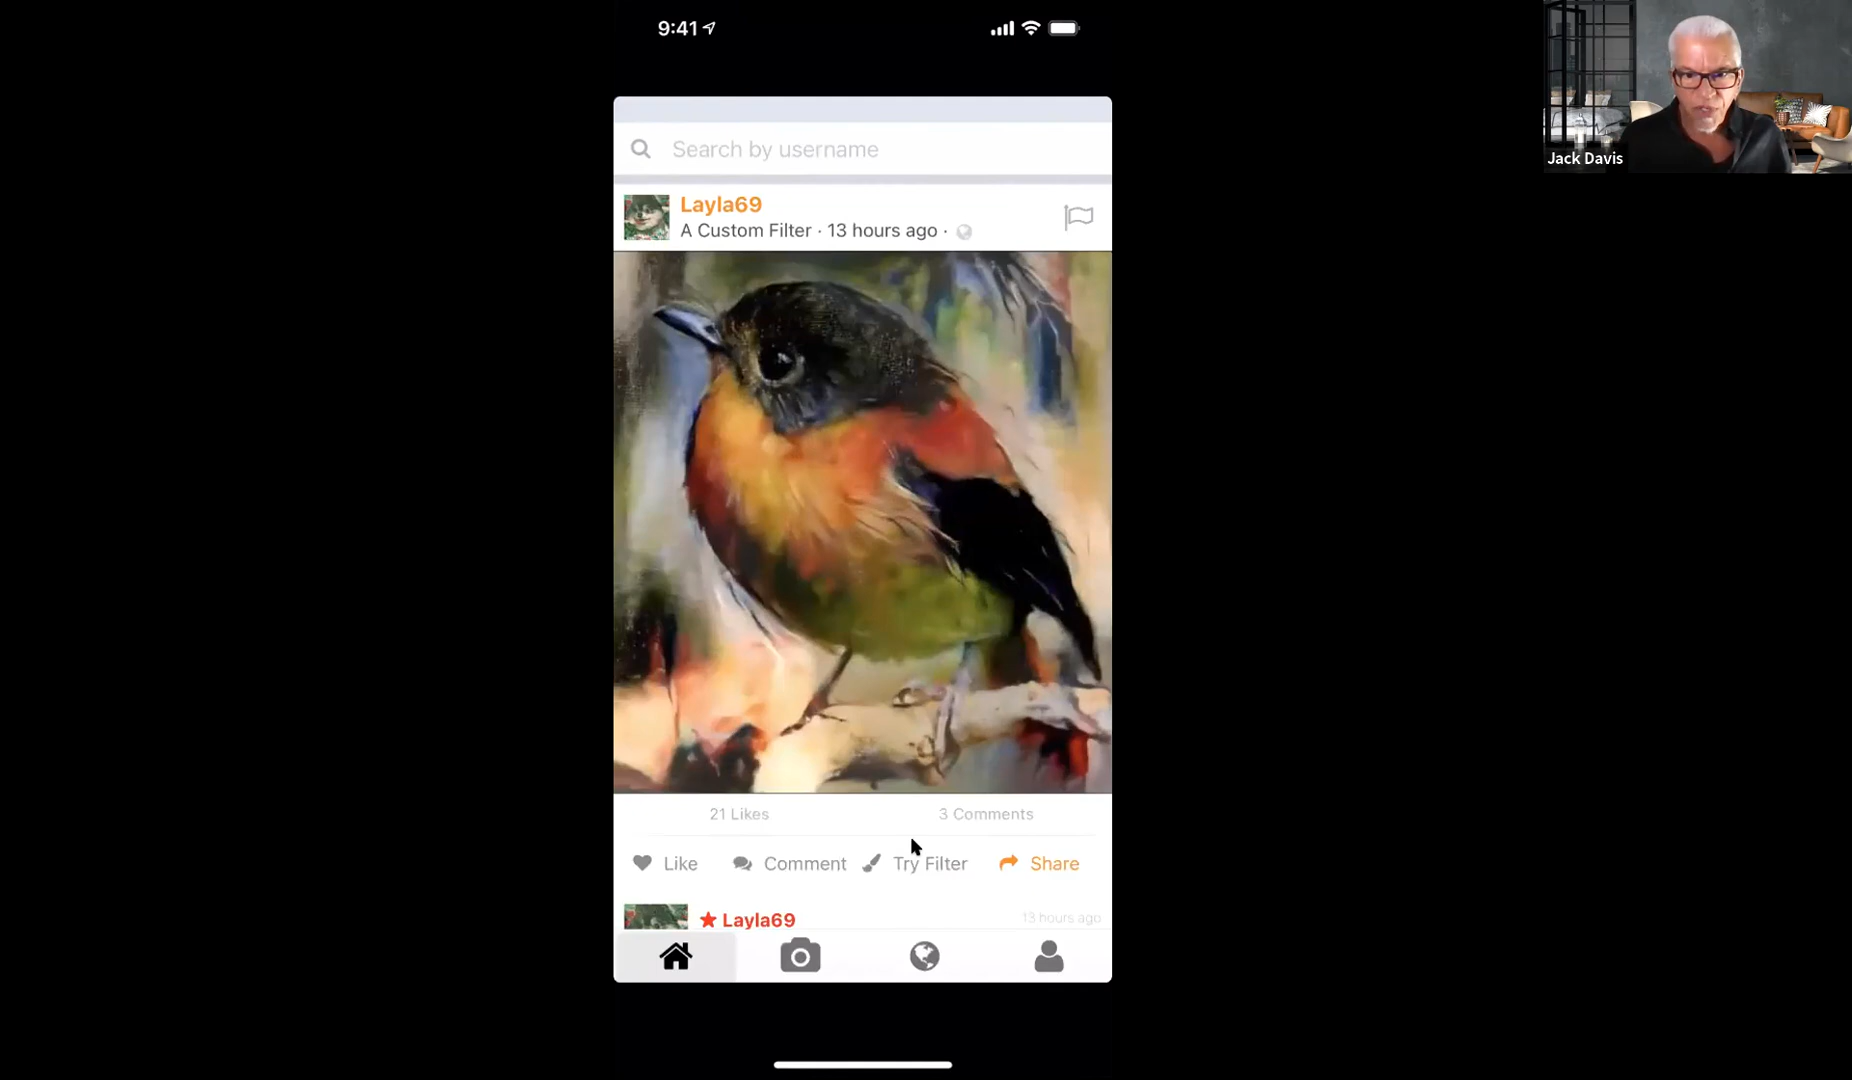 9:41
Jack Davis
Search by username
Layla69
A Custom Filter · 13 hours ago ·
21 Likes
3 Comments
Like
Comment
Try Filter
Share
Layla69
13 hours ago